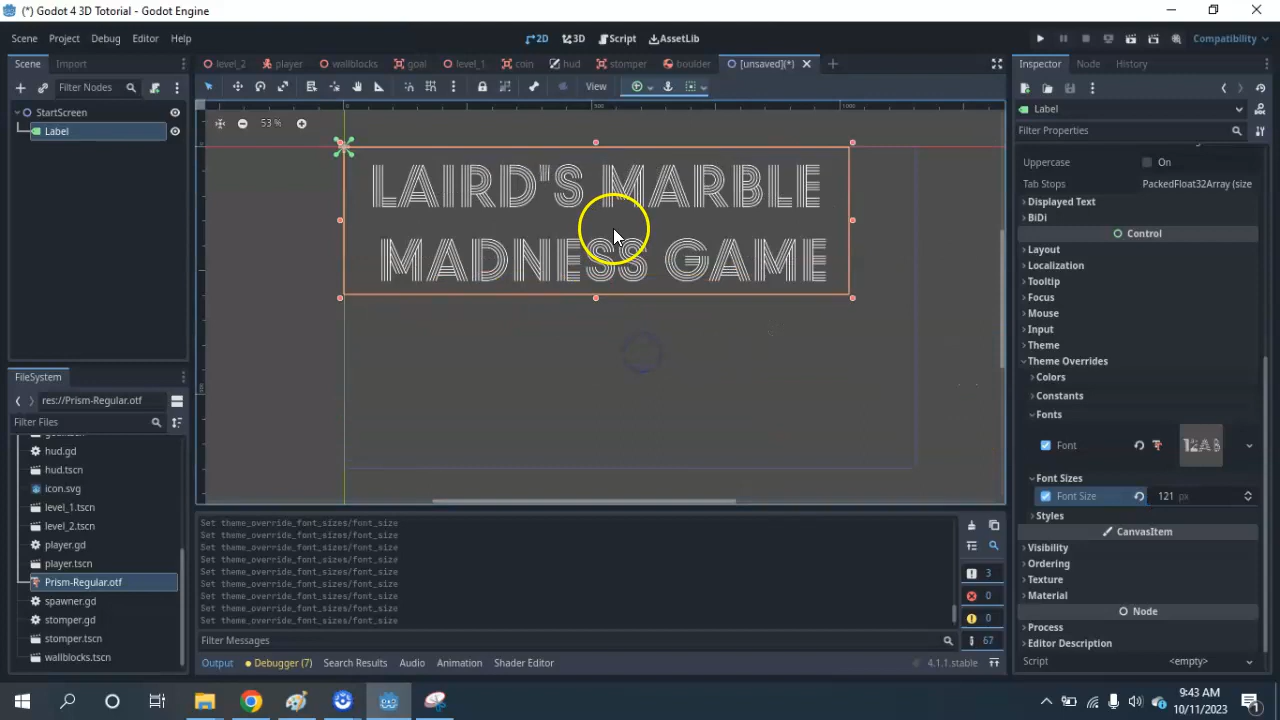 (*) Godot 4 3D Totorial - Godot Engine
Scene Project Debug Editor Help
2D 3D Script AssetLib
Compatibility
Scene Import
level_2 player wallblocks goal level_1 coin hud stomper boulder [unsaved](*)
Inspector Node History
Filter Nodes
View
StartScreen
Label
53 %
0 500 1000
LAIRD'S MARBLE
MADNESS GAME
Label
Filter Properties
Uppercase On
Tab Stops PackedFloat32Array (size
Displayed Text
BiDi
Control
Layout
Localization
Tooltip
Focus
Mouse
Input
Theme
Theme Overrides
Colors
Constants
Fonts
Font
Font Sizes
Font Size 121 px
Styles
CanvasItem
Visibility
Ordering
Texture
Material
Node
Process
Editor Description
Script <empty>
FileSystem
res://Prism-Regular.otf
Filter Files
hud.gd
hud.tscn
icon.svg
level_1.tscn
level_2.tscn
player.gd
player.tscn
Prism-Regular.otf
spawner.gd
stomper.gd
stomper.tscn
wallblocks.tscn
Set theme_override_font_sizes/font_size
Set theme_override_font_sizes/font_size
Set theme_override_font_sizes/font_size
Set theme_override_font_sizes/font_size
Set theme_override_font_sizes/font_size
Set theme_override_font_sizes/font_size
Set theme_override_font_sizes/font_size
Set theme_override_font_sizes/font_size
Set theme_override_font_sizes/font_size
3
0
0
67
Filter Messages
Output Debugger (7) Search Results Audio Animation Shader Editor
4.1.1.stable
9:43 AM
10/11/2023